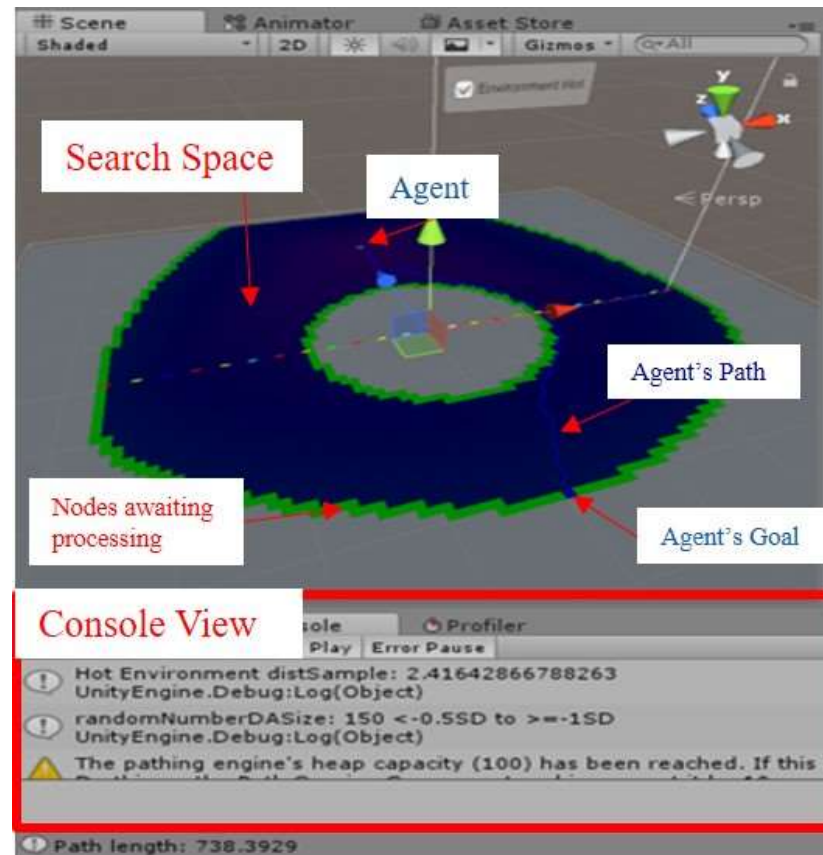 Scene Animator Asset Store
Shaded 2D Gizmos All
Environment Hot
y
z x
Persp
Search Space
Agent
Agent's Path
Nodes awaiting
processing
Agent's Goal
Console View
sole Profiler
Play Error Pause
Hot Environment distSample: 2.41642866788263
UnityEngine.Debug:Log(Object)
randomNumberDASize: 150 <-0.5SD to >=-1SD
UnityEngine.Debug:Log(Object)
The pathing engine's heap capacity (100) has been reached. If this
Path length: 738.3929